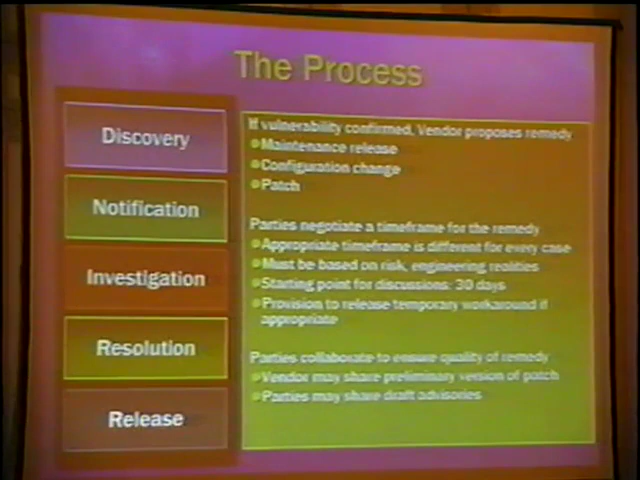 The Process
Discovery
Notification
Investigation
Resolution
Release
If vulnerability confirmed, Vendor proposes remedy
Maintenance release
Configuration change
Patch
Parties negotiate a timeframe for the remedy
Appropriate timeframe is different for every case
Must be based on risk, engineering realities
Starting point for discussions: 30 days
Provision to release temporary workaround if
appropriate
Parties collaborate to ensure quality of remedy
Vendor may share preliminary version of patch
Parties may share draft advisories